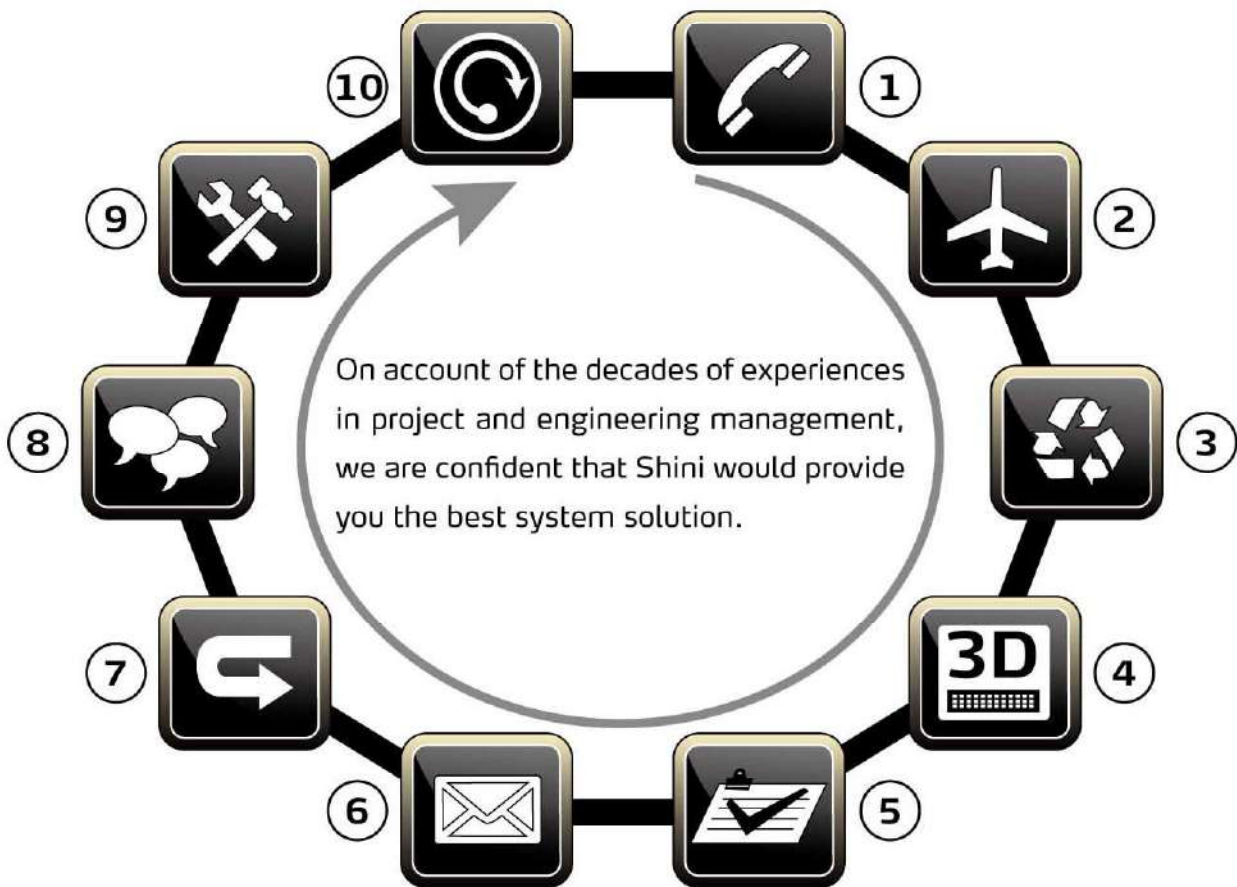 10
1
9
2
On account of the decades of experiences
in project and engineering management,
we are confident that Shini would provide
you the best system solution.
8
3
7
3D
4
6
5